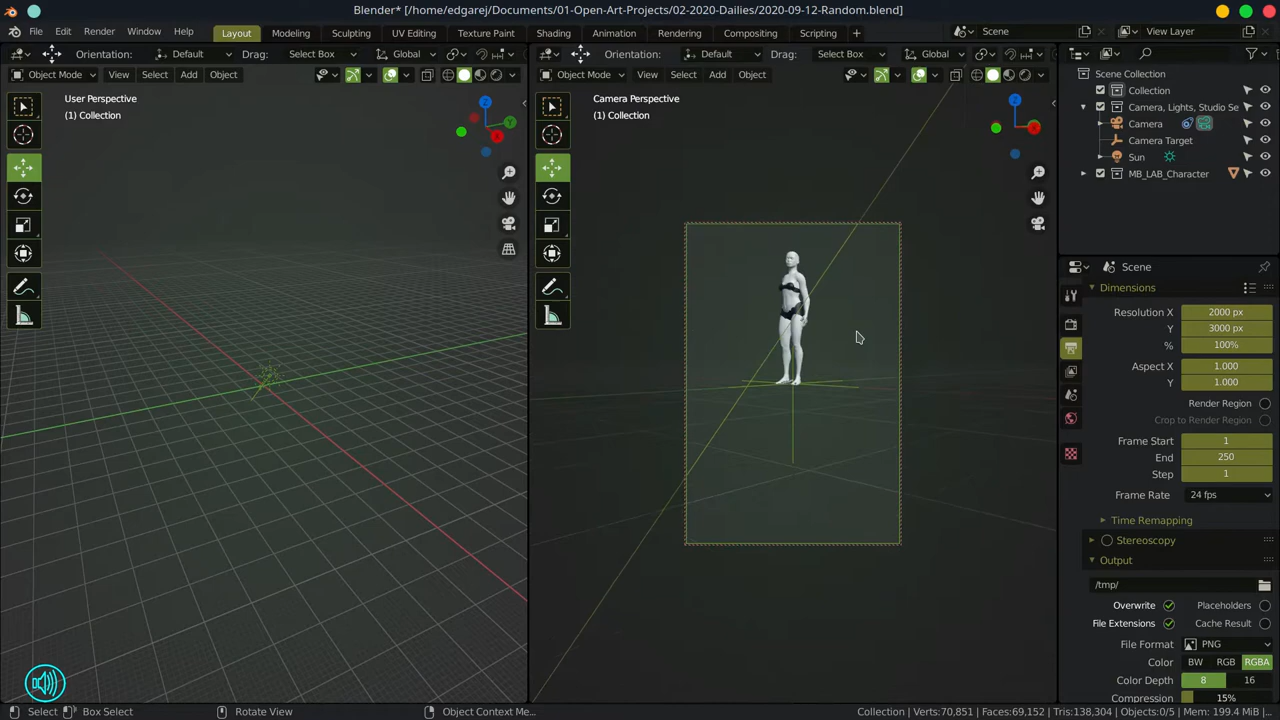 Blender* [/home/edgarej/Documents/01-Open-Art-Projects/02-2020-Dailies/2020-09-12-Random.blend]
File Edit Render Window Help Layout Modeling Sculpting UV Editing Texture Paint Shading Animation Rendering Compositing Scripting + Scene View Layer
Orientation: Default Drag: Select Box Global
Object Mode View Select Add Object
User Perspective
(1) Collection
Orientation: Default Drag: Select Box Global
Object Mode View Select Add Object
Camera Perspective
(1) Collection
Z
Y
X
Z
X
Scene Collection
Collection
Camera, Lights, Studio Se
Camera
Camera Target
Sun
MB_LAB_Character
Scene
Dimensions
Resolution X 2000 px
Y 3000 px
% 100%
Aspect X 1.000
Y 1.000
Render Region
Crop to Render Region
Frame Start 1
End 250
Step 1
Frame Rate 24 fps
Time Remapping
Stereoscopy
Output
/tmp/
Overwrite Placeholders
File Extensions Cache Result
File Format PNG
Color BW RGB RGBA
Color Depth 8 16
Compression 15%
Select Box Select Rotate View Object Context Me... Collection | Verts:70,851 | Faces:69,152 | Tris:138,304 | Objects:0/5 | Mem: 199.4 MiB |